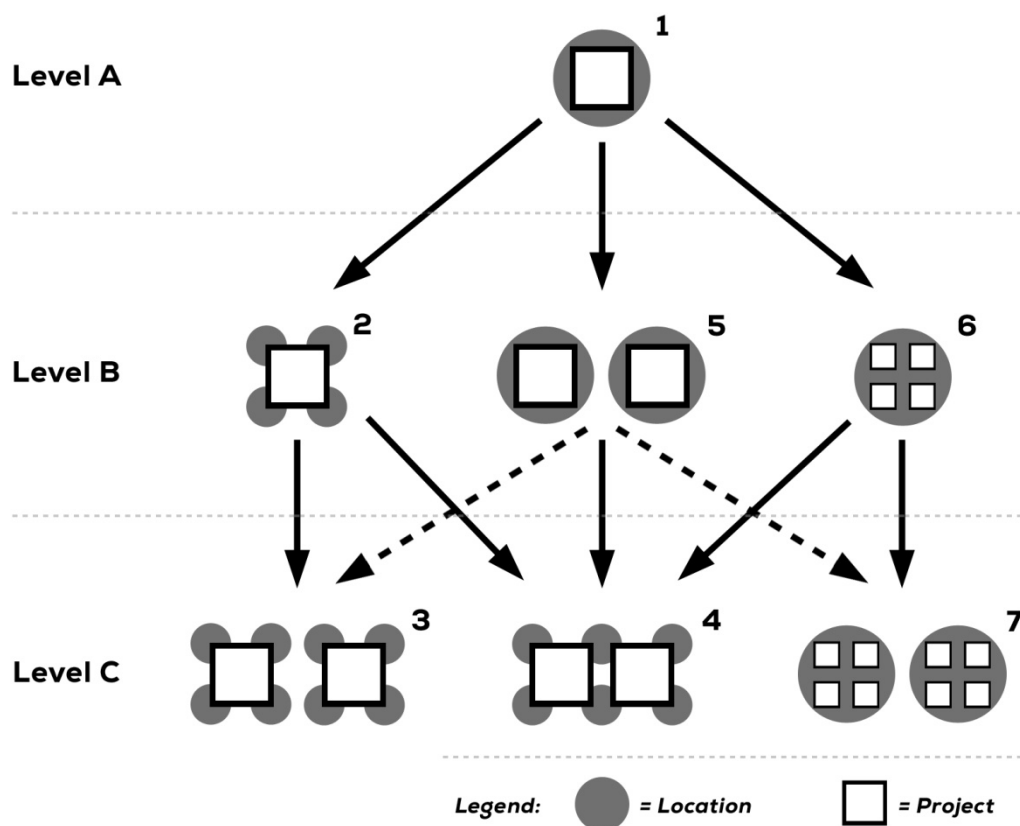 1
Level A
2
5
6
Level B
3
4
7
Level C
Legend:
= Location
= Project